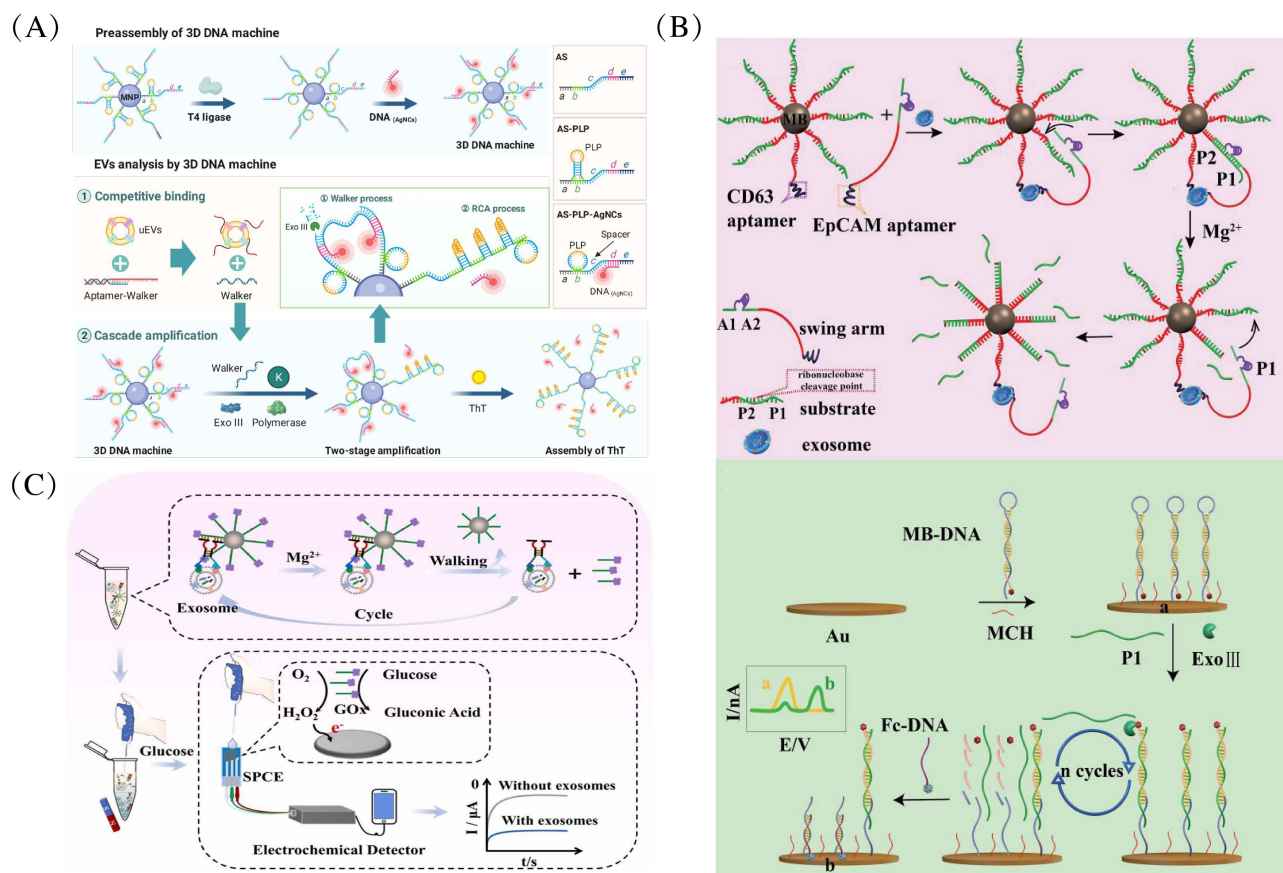 (A)
Preassembly of 3D DNA machine
MNP
a
b
c
d
e
T4 ligase
a
b
c
d
e
DNA (AgNCs)
a
b
c
d
e
3D DNA machine
AS
a
b
c
d
e
PLP
AS-PLP
a
b
c
d
e
AS-PLP-AgNCs
PLP
Spacer
a
b
c
d
e
DNA (AgNCs)
EVs analysis by 3D DNA machine
① Competitive binding
uEVs
Aptamer-Walker
Walker
① Walker process
Exo III
② RCA process
② Cascade amplification
a
d
e
3D DNA machine
Walker
K
Exo III
Polymerase
Two-stage amplification
ThT
Assembly of ThT
(B)
MB
+
CD63
aptamer
EpCAM aptamer
P2
P1
Mg²⁺
A1 A2
swing arm
ribonucleobase
cleavage point
P2
P1
substrate
exosome
P1
MB-DNA
Au
MCH
a
P1
Exo III
I/nA
a
b
E/V
Fc-DNA
n cycles
b
(C)
Exosome
Mg²⁺
Walking
+
Cycle
Glucose
O₂
H₂O₂
GOx
Glucose
Gluconic Acid
e⁻
SPCE
Electrochemical Detector
0
I / μA
Without exosomes
With exosomes
t/s